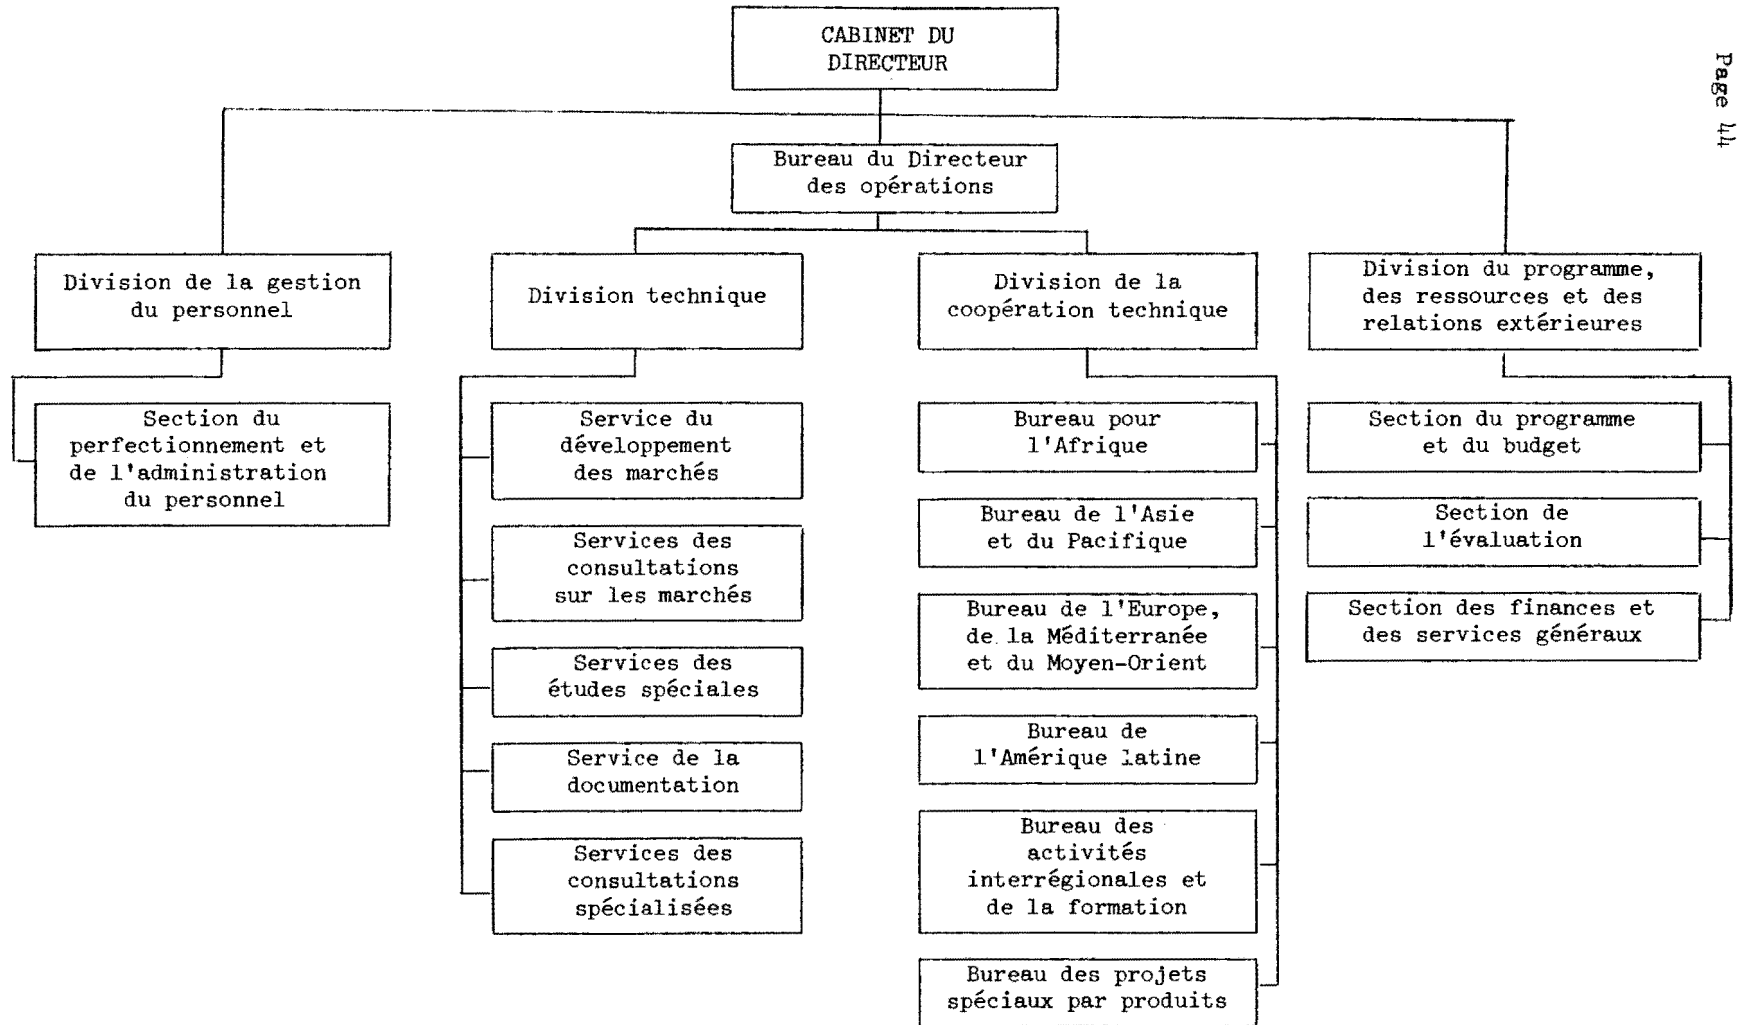 CABINET DU
DIRECTEUR
Page 44
Bureau du Directeur
des opérations
Division de la gestion
du personnel
Division technique
Division de la
coopération technique
Division du programme,
des ressources et des
relations extérieures
Section du
perfectionnement et
de l'administration
du personnel
Service du
développement
des marchés
Services des
consultations
sur les marchés
Services des
études spéciales
Service de la
documentation
Services des
consultations
spécialisées
Bureau pour
l'Afrique
Bureau de l'Asie
et du Pacifique
Bureau de l'Europe,
de la Méditerranée
et du Moyen-Orient
Bureau de
l'Amérique latine
Bureau des
activités
interrégionales et
de la formation
Bureau des projets
spéciaux par produits
Section du programme
et du budget
Section de
l'évaluation
Section des finances et
des services généraux